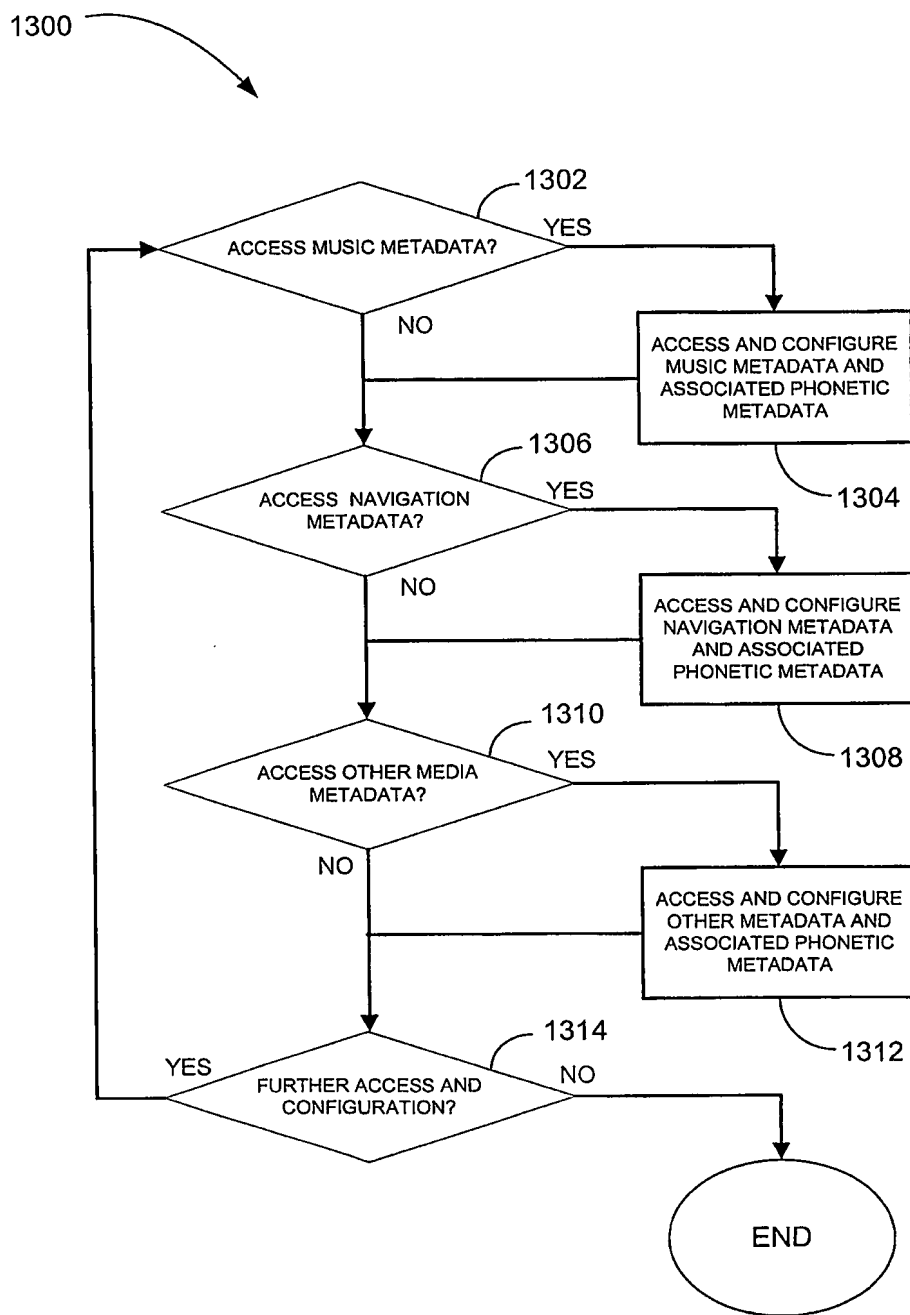 1300
1302
ACCESS MUSIC METADATA?
YES
NO
ACCESS AND CONFIGURE
MUSIC METADATA AND
ASSOCIATED PHONETIC
METADATA
1304
1306
ACCESS NAVIGATION
METADATA?
YES
NO
ACCESS AND CONFIGURE
NAVIGATION METADATA
AND ASSOCIATED
PHONETIC METADATA
1308
1310
ACCESS OTHER MEDIA
METADATA?
YES
NO
ACCESS AND CONFIGURE
OTHER METADATA AND
ASSOCIATED PHONETIC
METADATA
1312
1314
YES
FURTHER ACCESS AND
CONFIGURATION?
NO
END